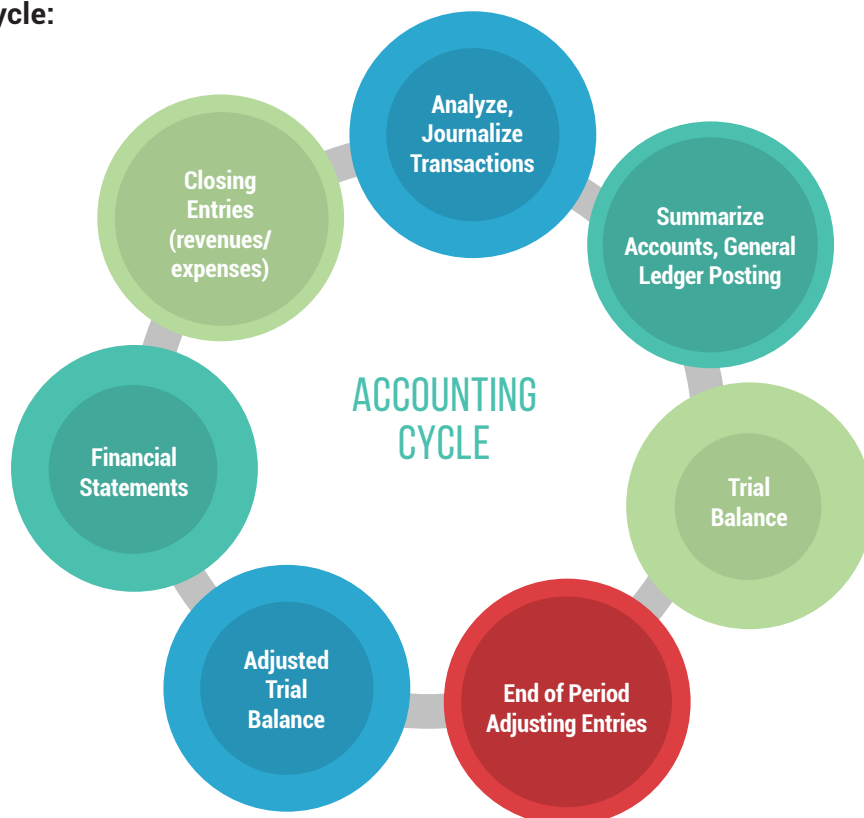 ycle:
Analyze,
Journalize
Transactions
Summarize
Accounts, General
Ledger Posting
Trial
Balance
End of Period
Adjusting Entries
Adjusted
Trial
Balance
Financial
Statements
Closing
Entries
(revenues/
expenses)
ACCOUNTING
CYCLE